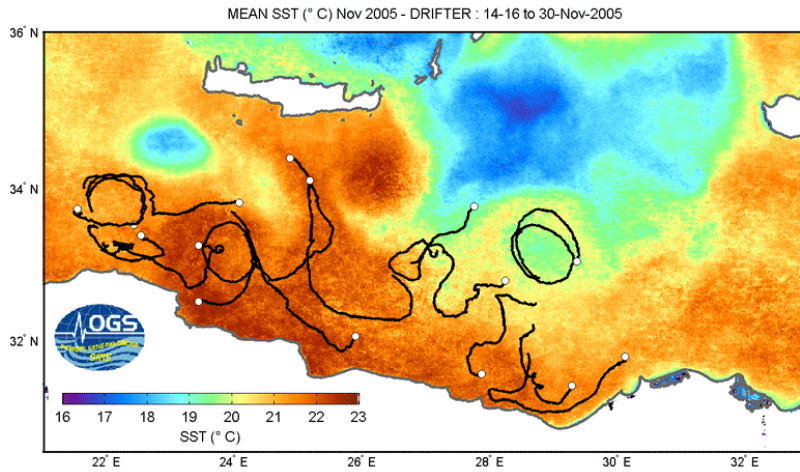 MEAN SST (° C) Nov 2005 - DRIFTER : 14-16 to 30-Nov-2005
36° N
34° N
32° N
OGS
SIRE
16 17 18 19 20 21 22 23
SST (° C)
22° E 24° E 26° E 28° E 30° E 32° E